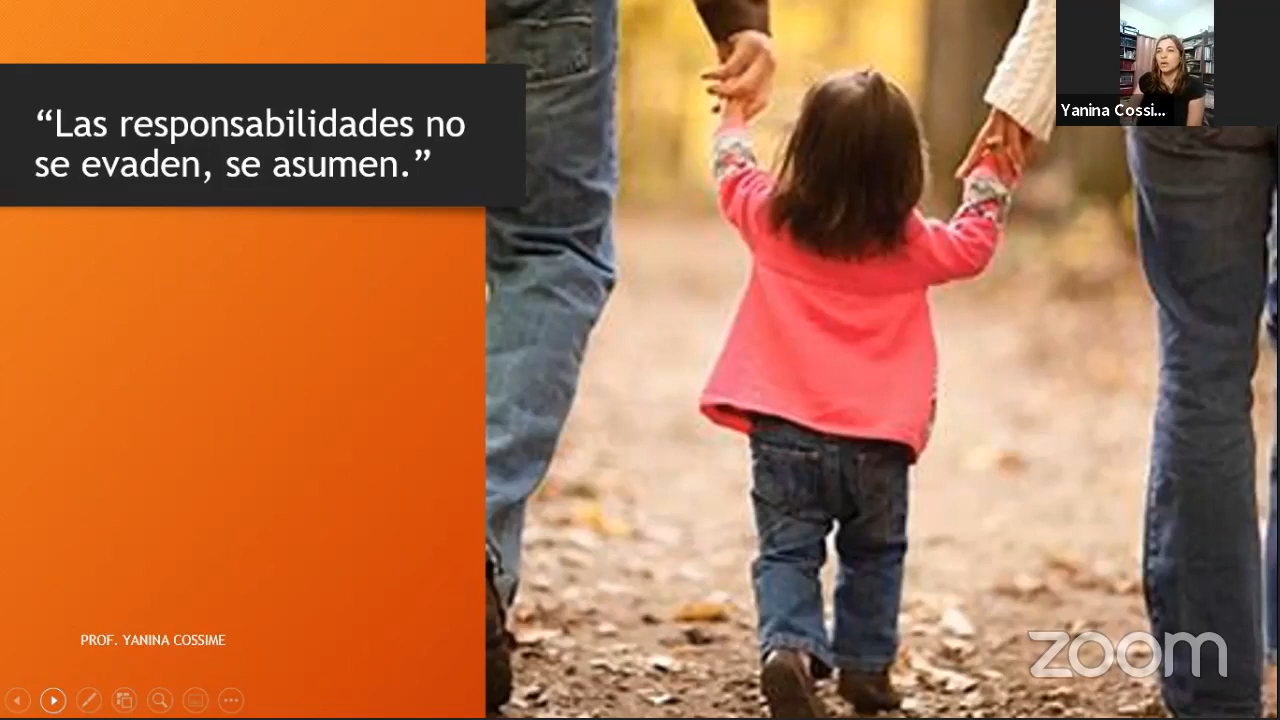 “Las responsabilidades no
se evaden, se asumen.”
Yanina Cossi...
PROF. YANINA COSSIME
zoom